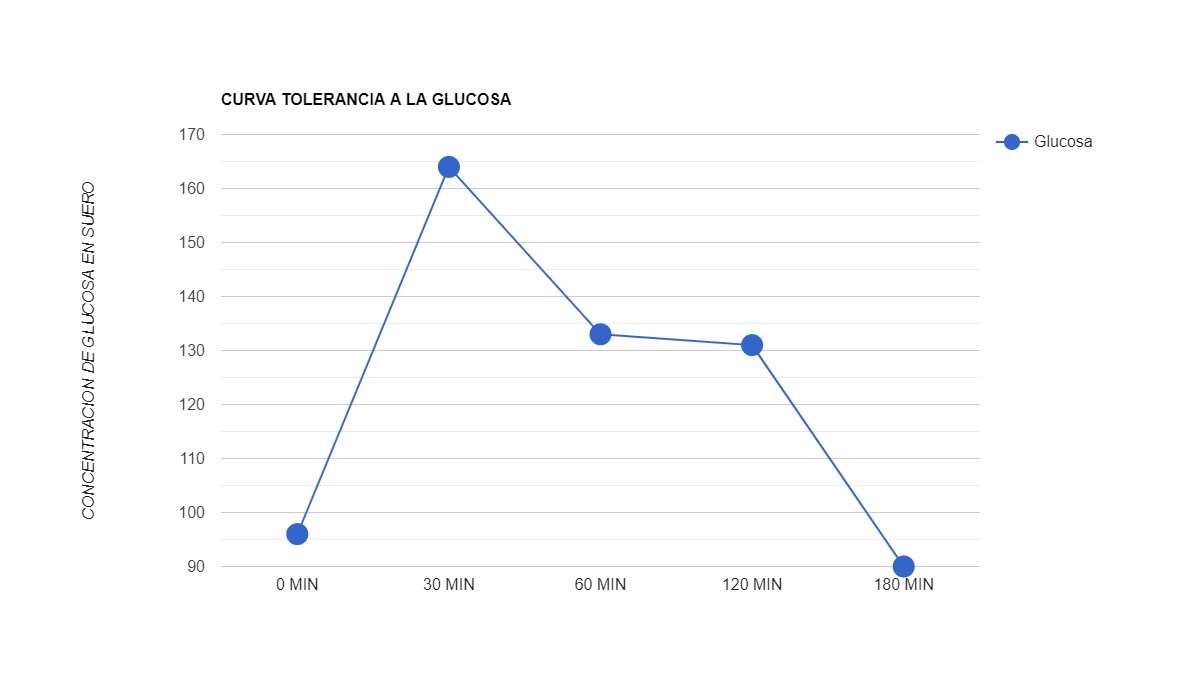 CURVA TOLERANCIA A LA GLUCOSA
Glucosa
CONCENTRACION DE GLUCOSA EN SUERO
170
160
150
140
130
120
110
100
90
0 MIN
30 MIN
60 MIN
120 MIN
180 MIN